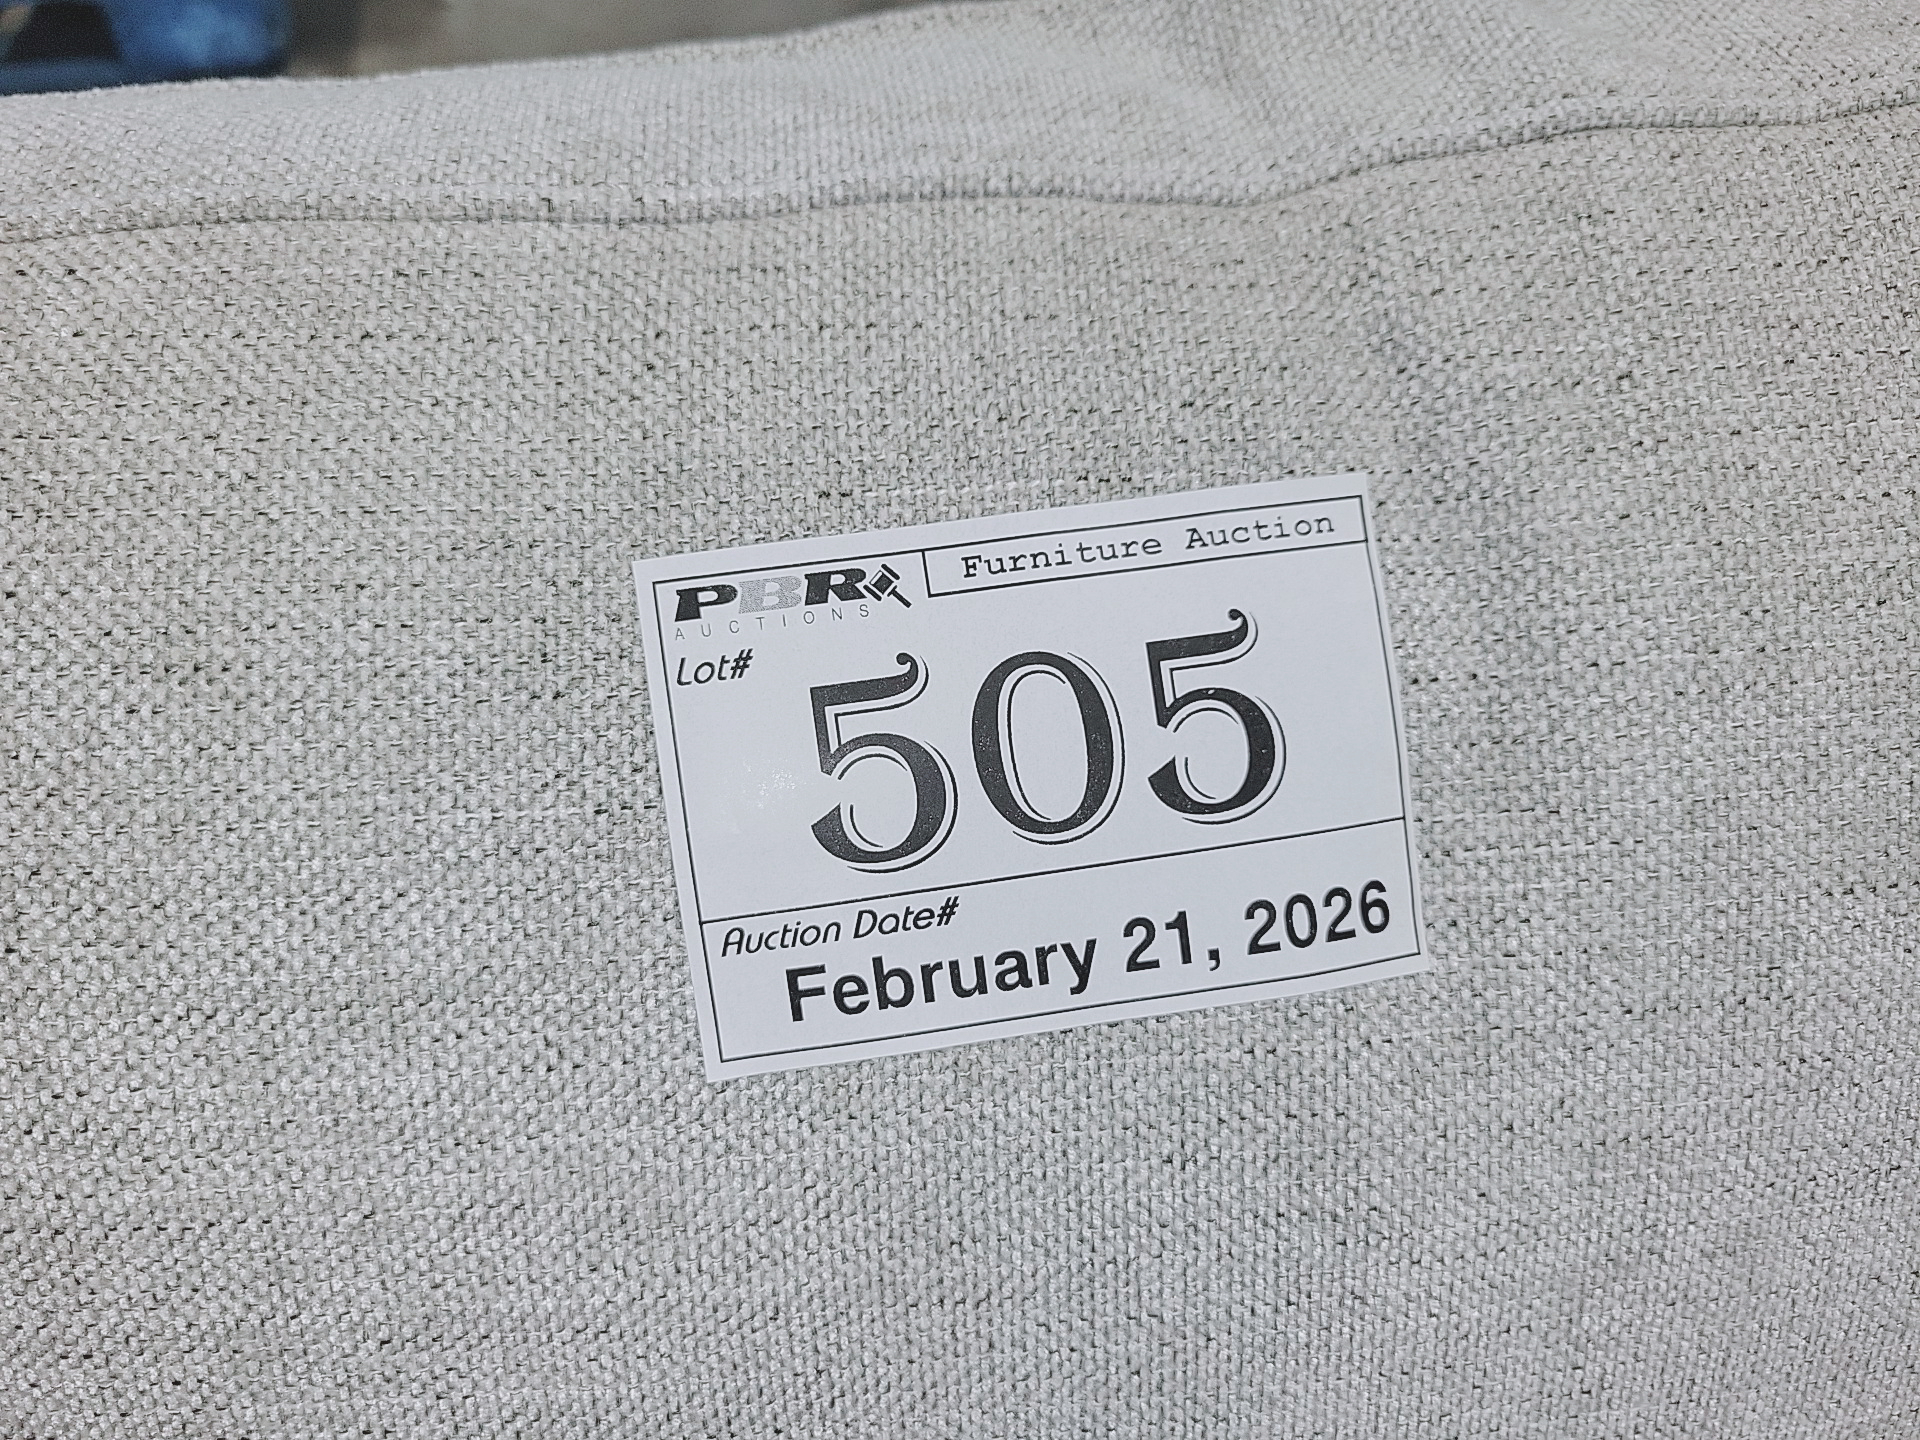 PBR
AUCTIONS
Furniture Auction
Lot#
505
Auction Date#
February 21, 2026